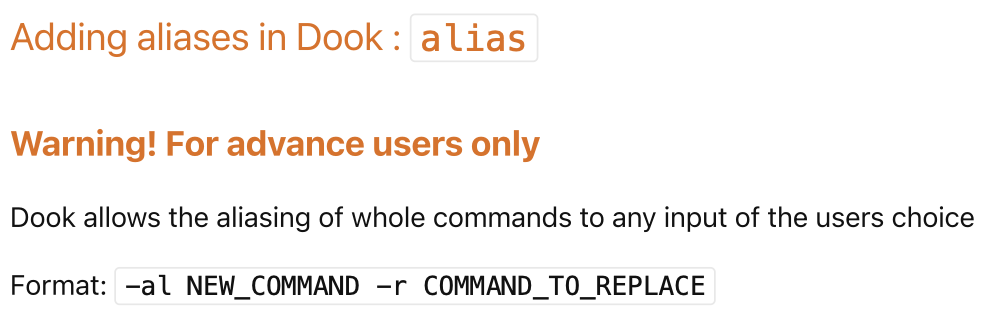 Adding aliases in Dook : alias
Warning! For advance users only
Dook allows the aliasing of whole commands to any input of the users choice
Format: –al NEW_COMMAND –r COMMAND_TO_REPLACE